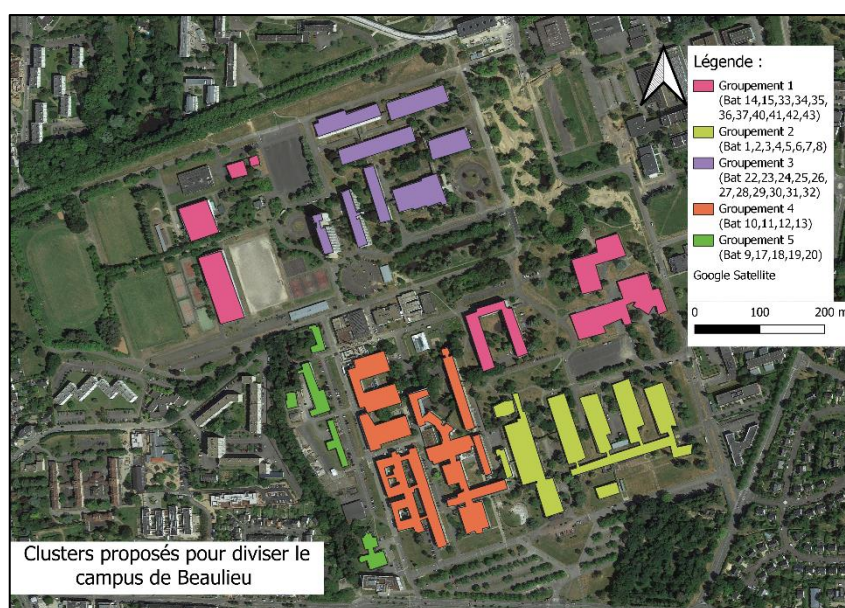 Légende :
Groupement 1
(Bat 14,15,33,34,35,
36,37,40,41,42,43)
Groupement 2
(Bat 1,2,3,4,5,6,7,8)
Groupement 3
(Bat 22,23,24,25,26,
27,28,29,30,31,32)
Groupement 4
(Bat 10,11,12,13)
Groupement 5
(Bat 9,17,18,19,20)
Google Satellite
0 100 200 m
Clusters proposés pour diviser le
campus de Beaulieu